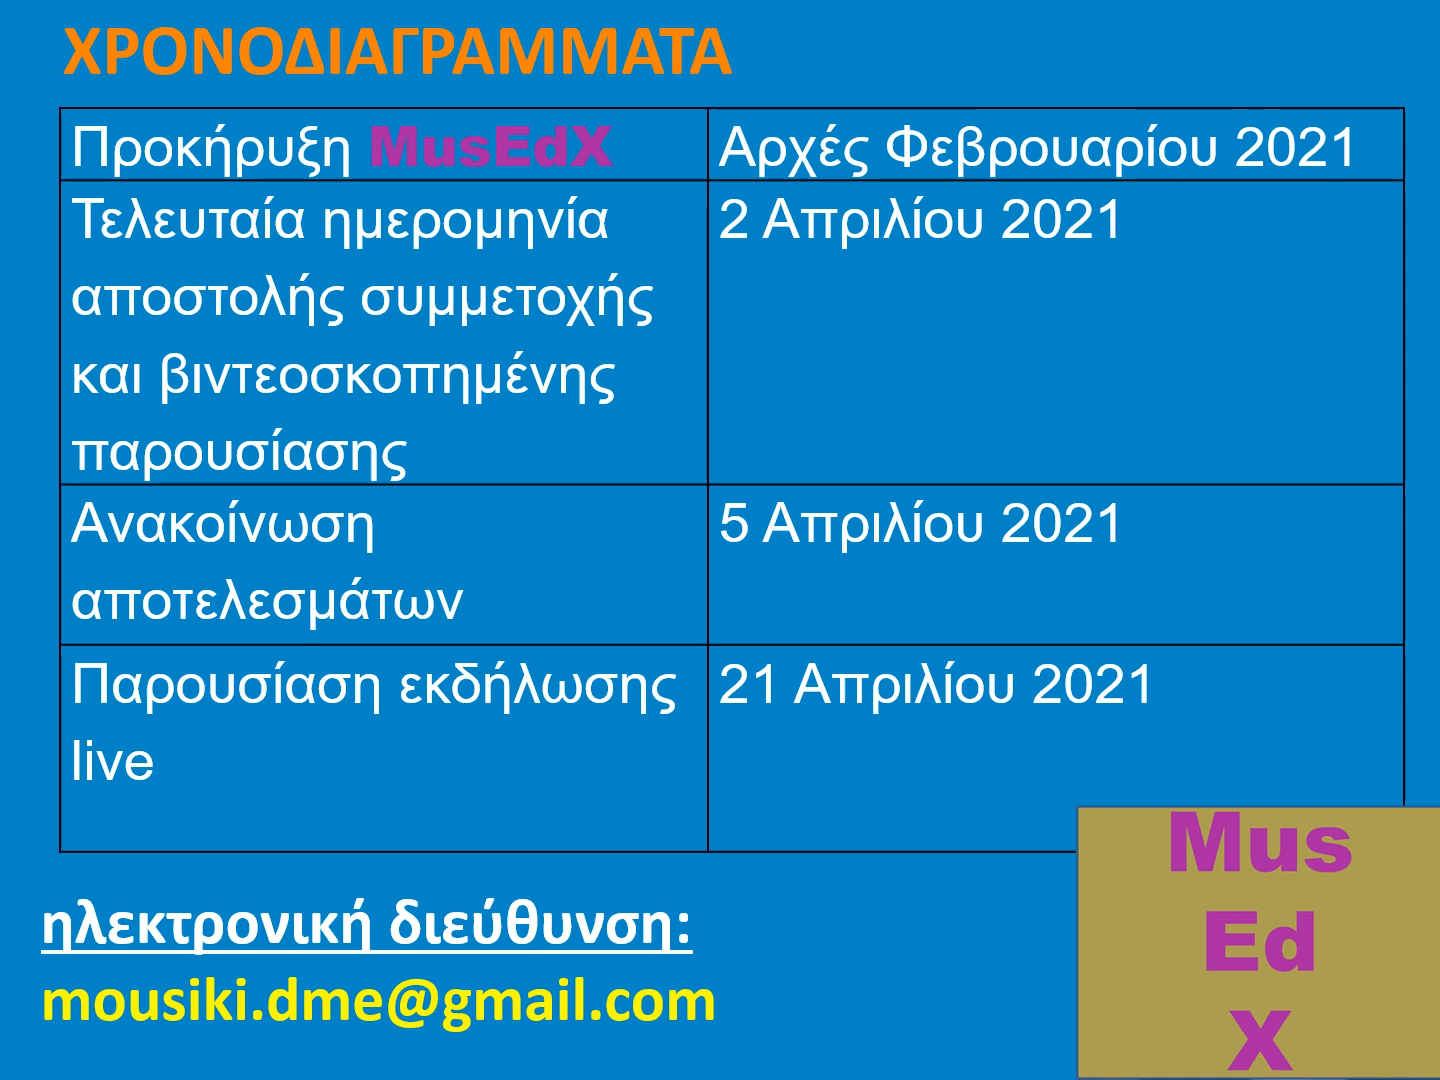 ΧΡΟΝΟΔΙΑΓΡΑΜΜΑΤΑ
Προκήρυξη MusEdX
Αρχές Φεβρουαρίου 2021
Τελευταία ημερομηνία
αποστολής συμμετοχής
και βιντεοσκοπημένης
παρουσίασης
2 Απριλίου 2021
Ανακοίνωση
αποτελεσμάτων
5 Απριλίου 2021
Παρουσίαση εκδήλωσης
live
21 Απριλίου 2021
ηλεκτρονική διεύθυνση:
mousiki.dme@gmail.com
Mus
Ed
X